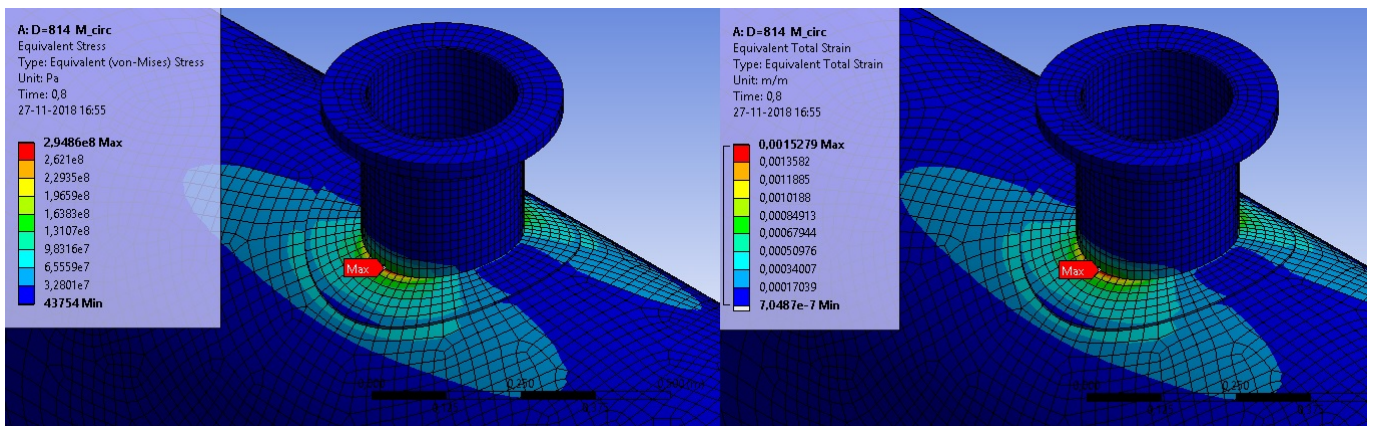 A: D=814 M_circ
Equivalent Stress
Type: Equivalent (von-Mises) Stress
Unit: Pa
Time: 0,8
27-11-2018 16:55
2,9486e8 Max
2,621e8
2,2935e8
1,9659e8
1,6383e8
1,3107e8
9,8316e7
6,5559e7
3,2801e7
43754 Min
Max
0,250
A: D=814 M_circ
Equivalent Total Strain
Type: Equivalent Total Strain
Unit: m/m
Time: 0,8
27-11-2018 16:55
0,0015279 Max
0,0013582
0,0011885
0,0010188
0,00084913
0,00067944
0,00050976
0,00034007
0,00017039
7,0487e-7 Min
Max
0,250